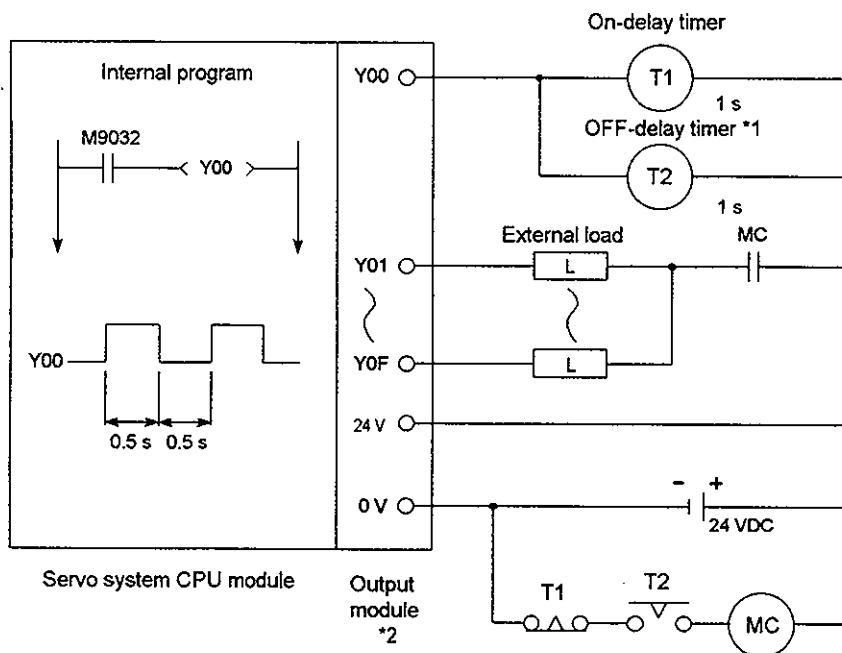 On-delay timer
Internal program
Y00
T1
1 s
M9032
Y00
OFF-delay timer *1
T2
1 s
External load
MC
Y01
L
Y00
Y0F
L
0.5 s
0.5 s
24 V
0 V
- +
24 VDC
Servo system CPU module
Output
module
*2
T1
T2
MC